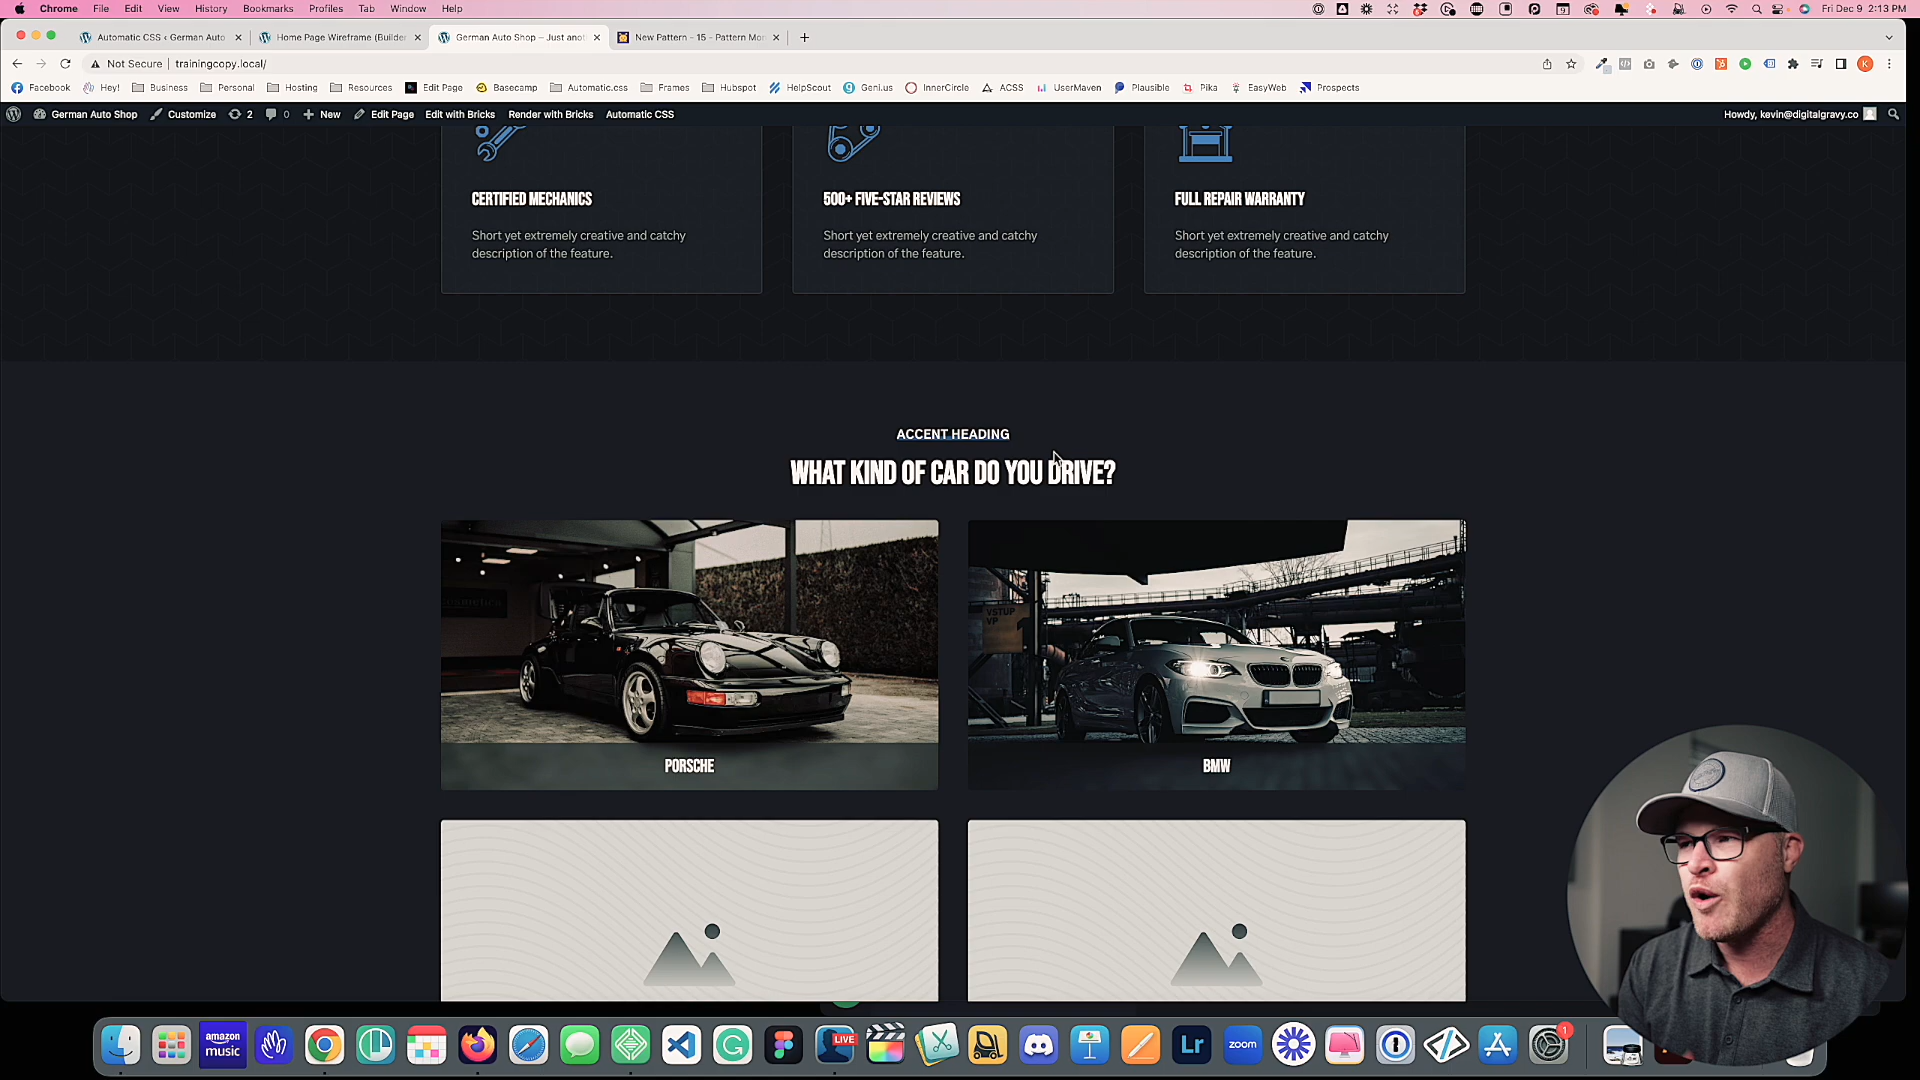 Chrome File Edit View History Bookmarks Profiles Tab Window Help
Fri Dec 9 2:13 PM
Automatic CSS ‹ German Auto
Home Page Wireframe (Builder
German Auto Shop – Just anot
New Pattern - 15 - Pattern Mon
Not Secure trainingcopy.local/
Facebook Hey! Business Personal Hosting Resources Edit Page Basecamp Automatic.css Frames Hubspot HelpScout Geni.us InnerCircle ACSS UserMaven Plausible Pika EasyWeb Prospects
German Auto Shop Customize 2 0 New Edit Page Edit with Bricks Render with Bricks Automatic CSS Howdy, kevin@digitalgravy.co
CERTIFIED MECHANICS
Short yet extremely creative and catchy
description of the feature.
500+ FIVE-STAR REVIEWS
Short yet extremely creative and catchy
description of the feature.
FULL REPAIR WARRANTY
Short yet extremely creative and catchy
description of the feature.
ACCENT HEADING
WHAT KIND OF CAR DO YOU DRIVE?
VSTUP
VP
PORSCHE
BMW
amazon
music
LIVE
Lr
zoom
1